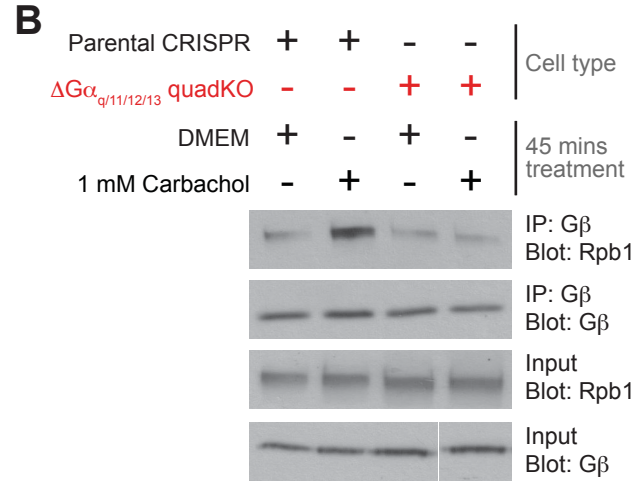 B
Parental CRISPR + + - - Cell type
ΔGα q/11/12/13 quadKO - - + +
DMEM + - + - 45 mins treatment
1 mM Carbachol - + - +
IP: Gβ
Blot: Rpb1
IP: Gβ
Blot: Gβ
Input
Blot: Rpb1
Input
Blot: Gβ